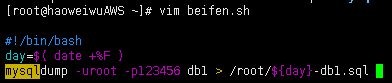 [root@haoweiwuAWS ~]# vim beifen.sh
#!/bin/bash
day=$( date +%F )
mysqldump -uroot -p123456 db1 > /root/${day}-db1.sql